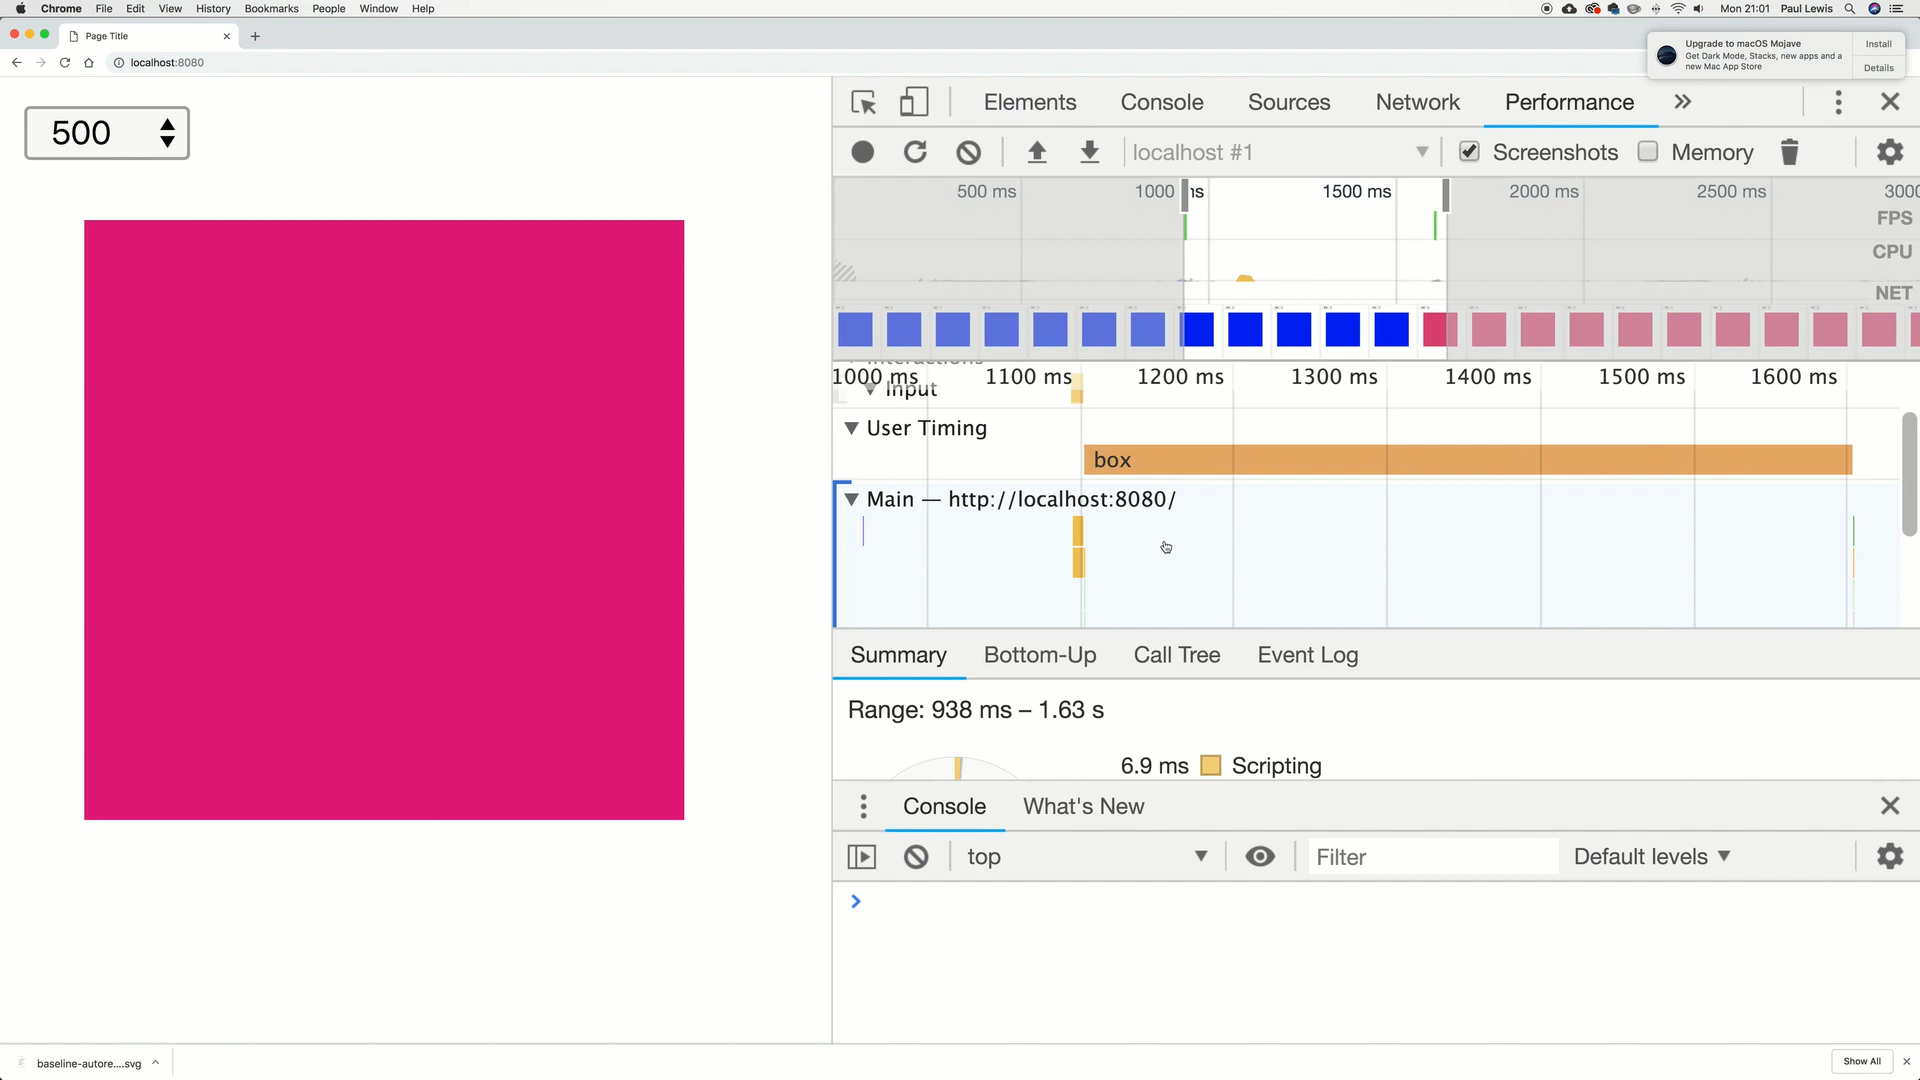 Chrome File Edit View History Bookmarks People Window Help
Mon 21:01 Paul Lewis
Page Title
localhost:8080
Upgrade to macOS Mojave
Get Dark Mode, Stacks, new apps and a
new Mac App Store
Install
Details
500
Elements Console Sources Network Performance
localhost #1 Screenshots Memory
500 ms 1000 ms 1500 ms 2000 ms 2500 ms 3000
FPS
CPU
NET
Interactions
1000 ms 1100 ms 1200 ms 1300 ms 1400 ms 1500 ms 1600 ms
Input
User Timing
box
Main — http://localhost:8080/
Summary Bottom-Up Call Tree Event Log
Range: 938 ms – 1.63 s
6.9 ms Scripting
Console What's New
top Filter Default levels
baseline-autore....svg
Show All